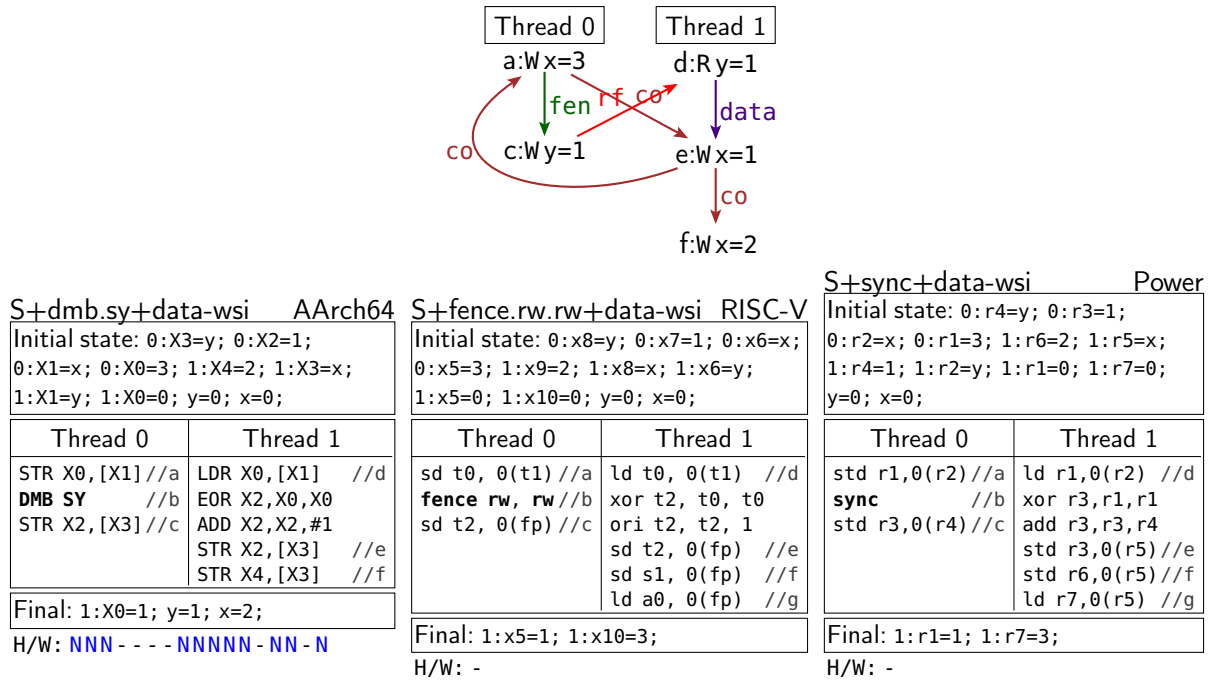 Thread 0 Thread 1
a:W x=3 d:R y=1
fen rf co data
co c:W y=1 e:W x=1
co
f:W x=2
S+dmb.sy+data-wsi AArch64
Initial state: 0:X3=y; 0:X2=1;
0:X1=x; 0:X0=3; 1:X4=2; 1:X3=x;
1:X1=y; 1:X0=0; y=0; x=0;
Thread 0 Thread 1
STR X0,[X1]//a LDR X0,[X1] //d
DMB SY //b EOR X2,X0,X0
STR X2,[X3]//c ADD X2,X2,#1
STR X2,[X3] //e
STR X4,[X3] //f
Final: 1:X0=1; y=1; x=2;
H/W: NNN----NNNNN-NN-N
S+fence.rw.rw+data-wsi RISC-V
Initial state: 0:x8=y; 0:x7=1; 0:x6=x;
0:x5=3; 1:x9=2; 1:x8=x; 1:x6=y;
1:x5=0; 1:x10=0; y=0; x=0;
Thread 0 Thread 1
sd t0, 0(t1)//a ld t0, 0(t1) //d
fence rw, rw//b xor t2, t0, t0
sd t2, 0(fp)//c ori t2, t2, 1
sd t2, 0(fp) //e
sd s1, 0(fp) //f
ld a0, 0(fp) //g
Final: 1:x5=1; 1:x10=3;
H/W: -
S+sync+data-wsi Power
Initial state: 0:r4=y; 0:r3=1;
0:r2=x; 0:r1=3; 1:r6=2; 1:r5=x;
1:r4=1; 1:r2=y; 1:r1=0; 1:r7=0;
y=0; x=0;
Thread 0 Thread 1
std r1,0(r2)//a ld r1,0(r2) //d
sync //b xor r3,r1,r1
std r3,0(r4)//c add r3,r3,r4
std r3,0(r5)//e
std r6,0(r5)//f
ld r7,0(r5) //g
Final: 1:r1=1; 1:r7=3;
H/W: -